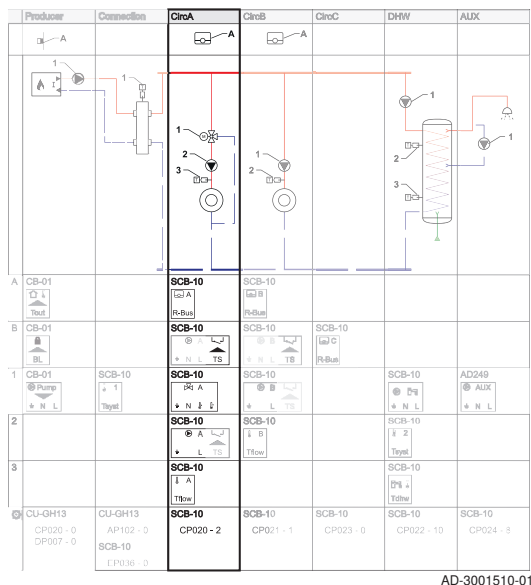 Producer Connection CircA CircB CircC DHW AUX
A A A
1 1
1 1 1
2 2 2
3 3
A CB-01 SCB-10 SCB-10
A B
Tout R-Bus R-Bus
B CB-01 SCB-10 SCB-10 SCB-10
A B C
BL N L TS N L TB R-Bus
1 CB-01 SCB-10 SCB-10 SCB-10 SCB-10 AD249
Pump 1 A B AUX
N L Tsyst N L TS N L N L
2 SCB-10 SCB-10 SCB-10
A B 2
L TS Tflow Tsyst
3 SCB-10 SCB-10
A
Tflow Tdhw
CU-GH13 CU-GH13 SCB-10 SCB-10 SCB-10 SCB-10 SCB-10
CP020 - 0 AP102 - 0 CP020 - 2 CP021 - 1 CP023 - 0 CP022 - 10 CP024 - 8
DP007 - 0 SCB-10
CP036 - 0
AD-3001510-01